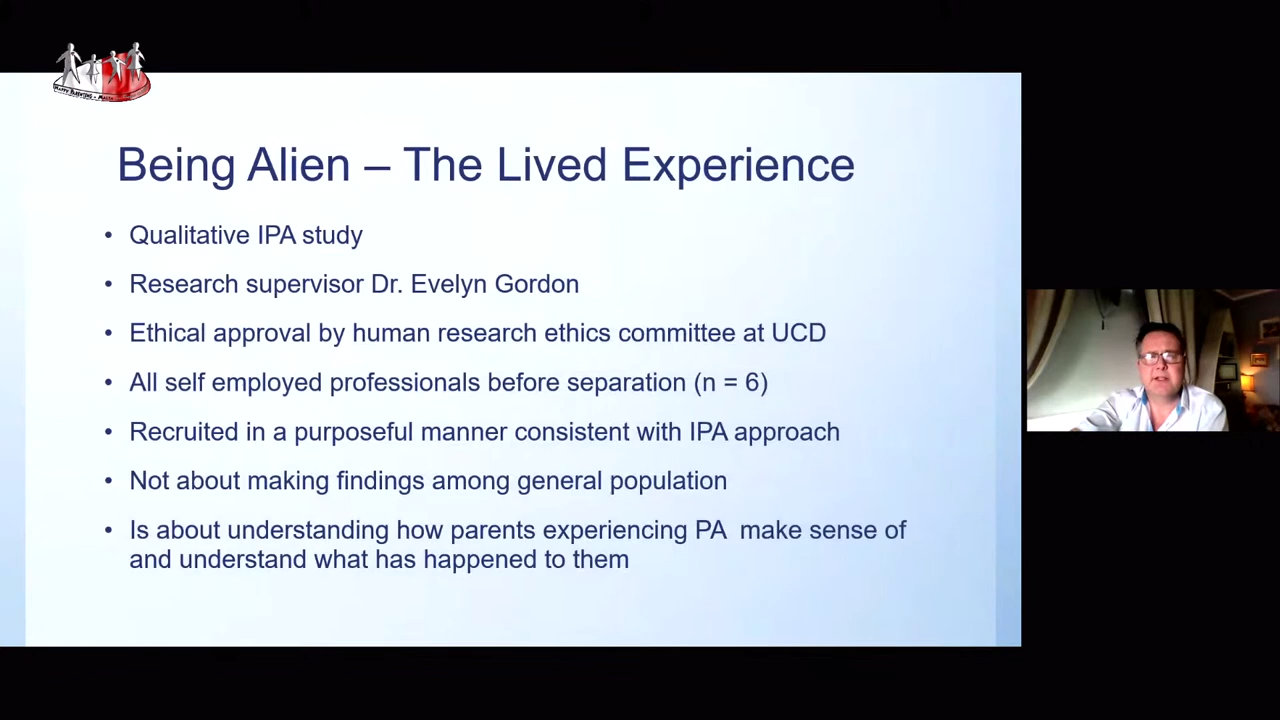 HAPPY PARENTING - MALTA
Being Alien – The Lived Experience
• Qualitative IPA study
• Research supervisor Dr. Evelyn Gordon
• Ethical approval by human research ethics committee at UCD
• All self employed professionals before separation (n = 6)
• Recruited in a purposeful manner consistent with IPA approach
• Not about making findings among general population
• Is about understanding how parents experiencing PA  make sense of
and understand what has happened to them